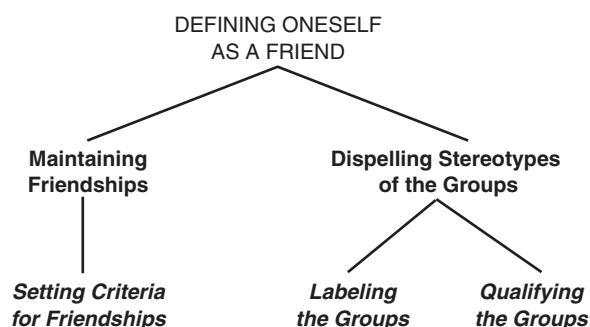 DEFINING ONESELF
AS A FRIEND
Maintaining
Friendships
Dispelling Stereotypes
of the Groups
Setting Criteria
for Friendships
Labeling
the Groups
Qualifying
the Groups